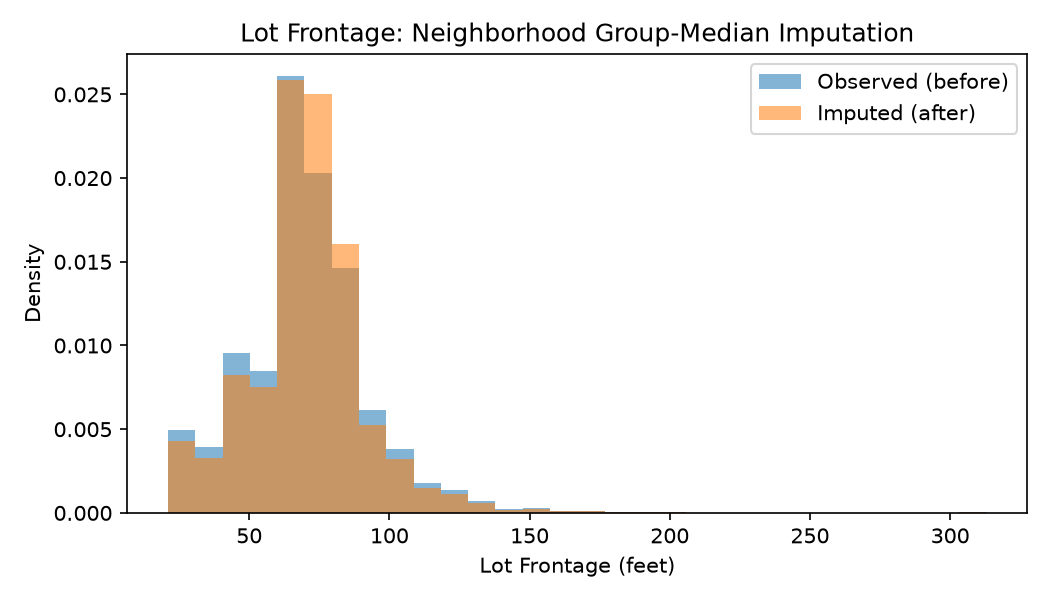 Lot Frontage: Neighborhood Group-Median Imputation
Observed (before)
Imputed (after)
Density
0.025
0.020
0.015
0.010
0.005
0.000
50
100
150
200
250
300
Lot Frontage (feet)